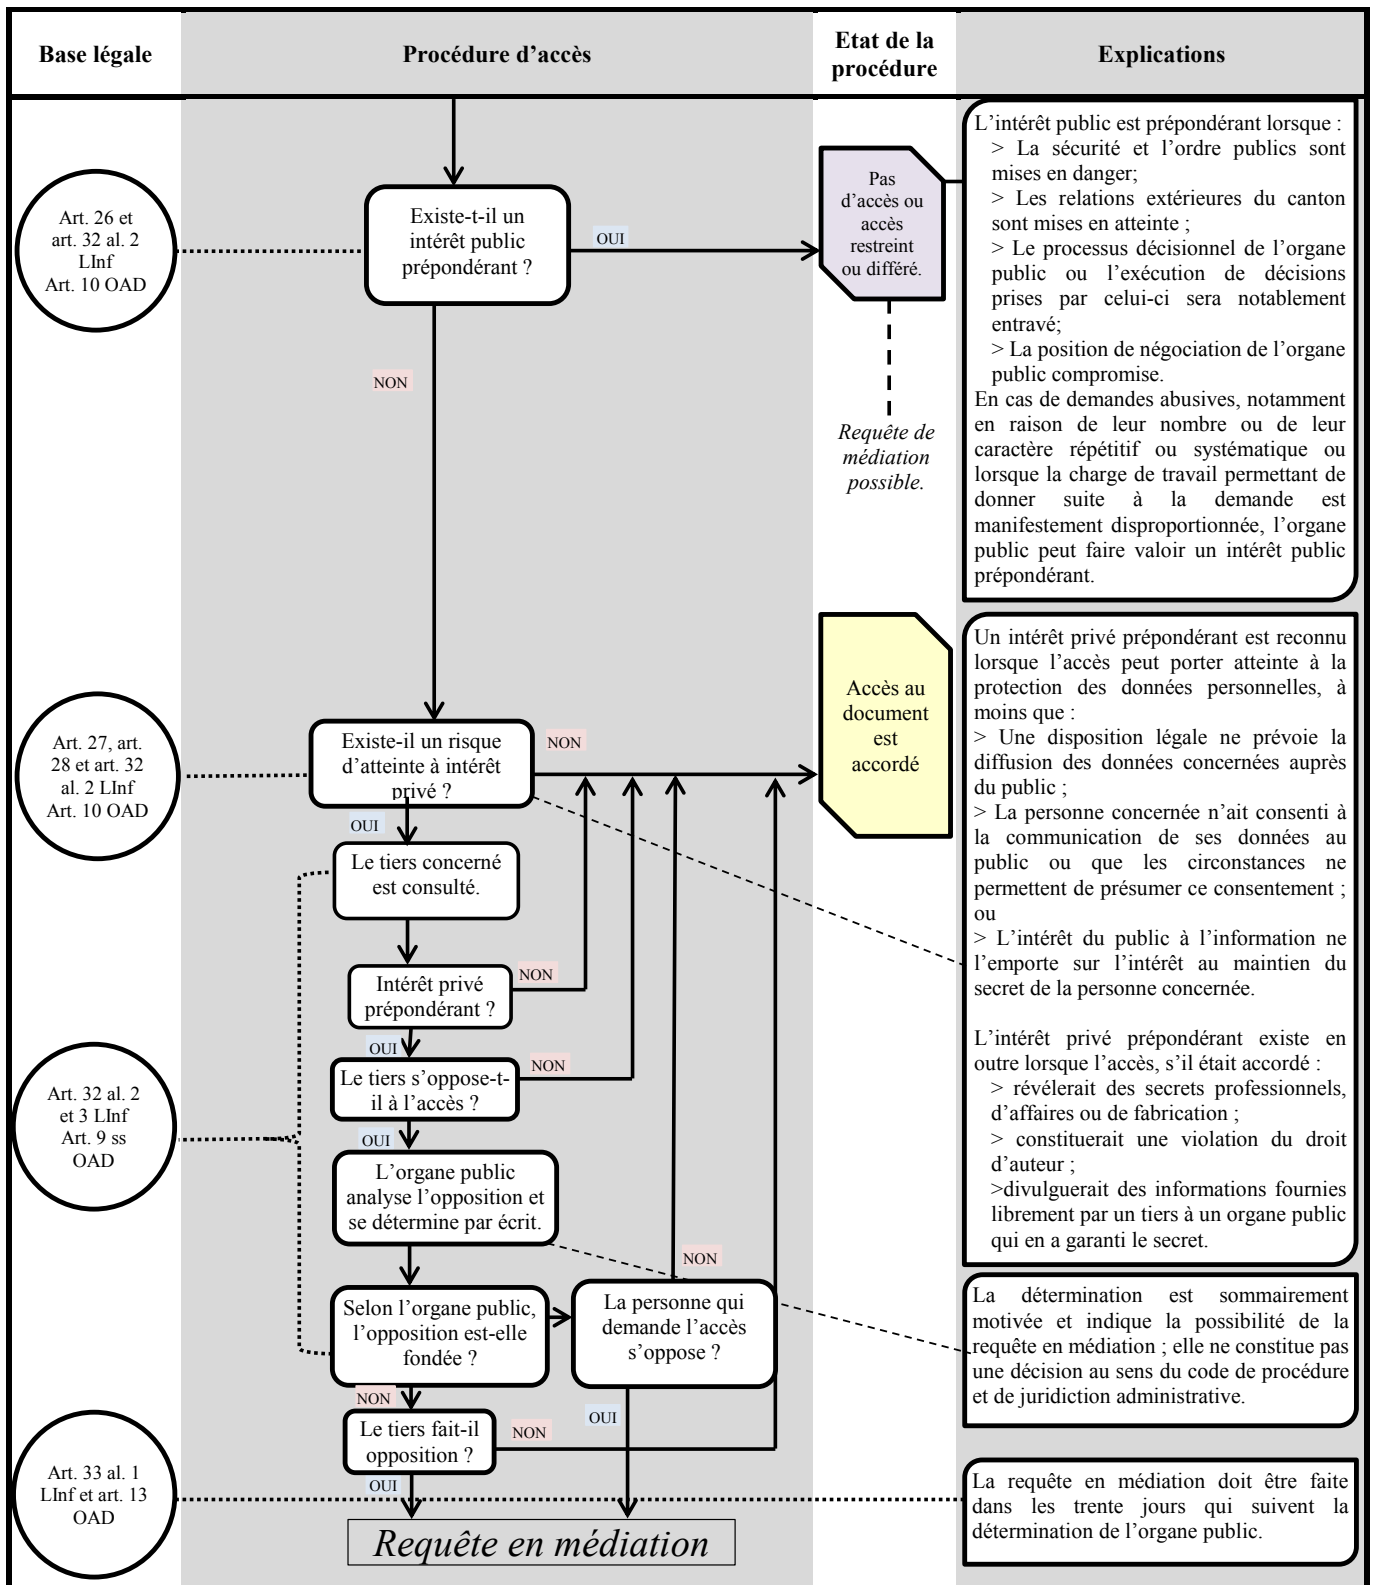 Base légale
Procédure d’accès
Etat de la
procédure
Explications
Art. 26 et
art. 32 al. 2
LInf
Art. 10 OAD
Existe-t-il un
intérêt public
prépondérant ?
OUI
NON
Pas
d’accès ou
accès
restreint
ou différé.
Requête de
médiation
possible.
L’intérêt public est prépondérant lorsque :
> La sécurité et l’ordre publics sont
mises en danger;
> Les relations extérieures du canton
sont mises en atteinte ;
> Le processus décisionnel de l’organe
public ou l’exécution de décisions
prises par celui-ci sera notablement
entravé;
> La position de négociation de l’organe
public compromise.
En cas de demandes abusives, notamment
en raison de leur nombre ou de leur
caractère répétitif ou systématique ou
lorsque la charge de travail permettant de
donner suite à la demande est
manifestement disproportionnée, l’organe
public peut faire valoir un intérêt public
prépondérant.
Art. 27, art.
28 et art. 32
al. 2 LInf
Art. 10 OAD
Existe-il un risque
d’atteinte à intérêt
privé ?
NON
OUI
Accès au
document
est
accordé
Le tiers concerné
est consulté.
Intérêt privé
prépondérant ?
NON
OUI
Le tiers s’oppose-t-
il à l’accès ?
NON
OUI
Art. 32 al. 2
et 3 LInf
Art. 9 ss
OAD
L’organe public
analyse l’opposition et
se détermine par écrit.
Selon l’organe public,
l’opposition est-elle
fondée ?
NON
La personne qui
demande l’accès
s’oppose ?
NON
OUI
Le tiers fait-il
opposition ?
NON
OUI
Un intérêt privé prépondérant est reconnu
lorsque l’accès peut porter atteinte à la
protection des données personnelles, à
moins que :
> Une disposition légale ne prévoie la
diffusion des données concernées auprès
du public ;
> La personne concernée n’ait consenti à
la communication de ses données au
public ou que les circonstances ne
permettent de présumer ce consentement ;
ou
> L’intérêt du public à l’information ne
l’emporte sur l’intérêt au maintien du
secret de la personne concernée.
L’intérêt privé prépondérant existe en
outre lorsque l’accès, s’il était accordé :
> révélerait des secrets professionnels,
d’affaires ou de fabrication ;
> constituerait une violation du droit
d’auteur ;
>divulguerait des informations fournies
librement par un tiers à un organe public
qui en a garanti le secret.
La détermination est sommairement
motivée et indique la possibilité de la
requête en médiation ; elle ne constitue pas
une décision au sens du code de procédure
et de juridiction administrative.
Art. 33 al. 1
LInf et art. 13
OAD
La requête en médiation doit être faite
dans les trente jours qui suivent la
détermination de l’organe public.
Requête en médiation